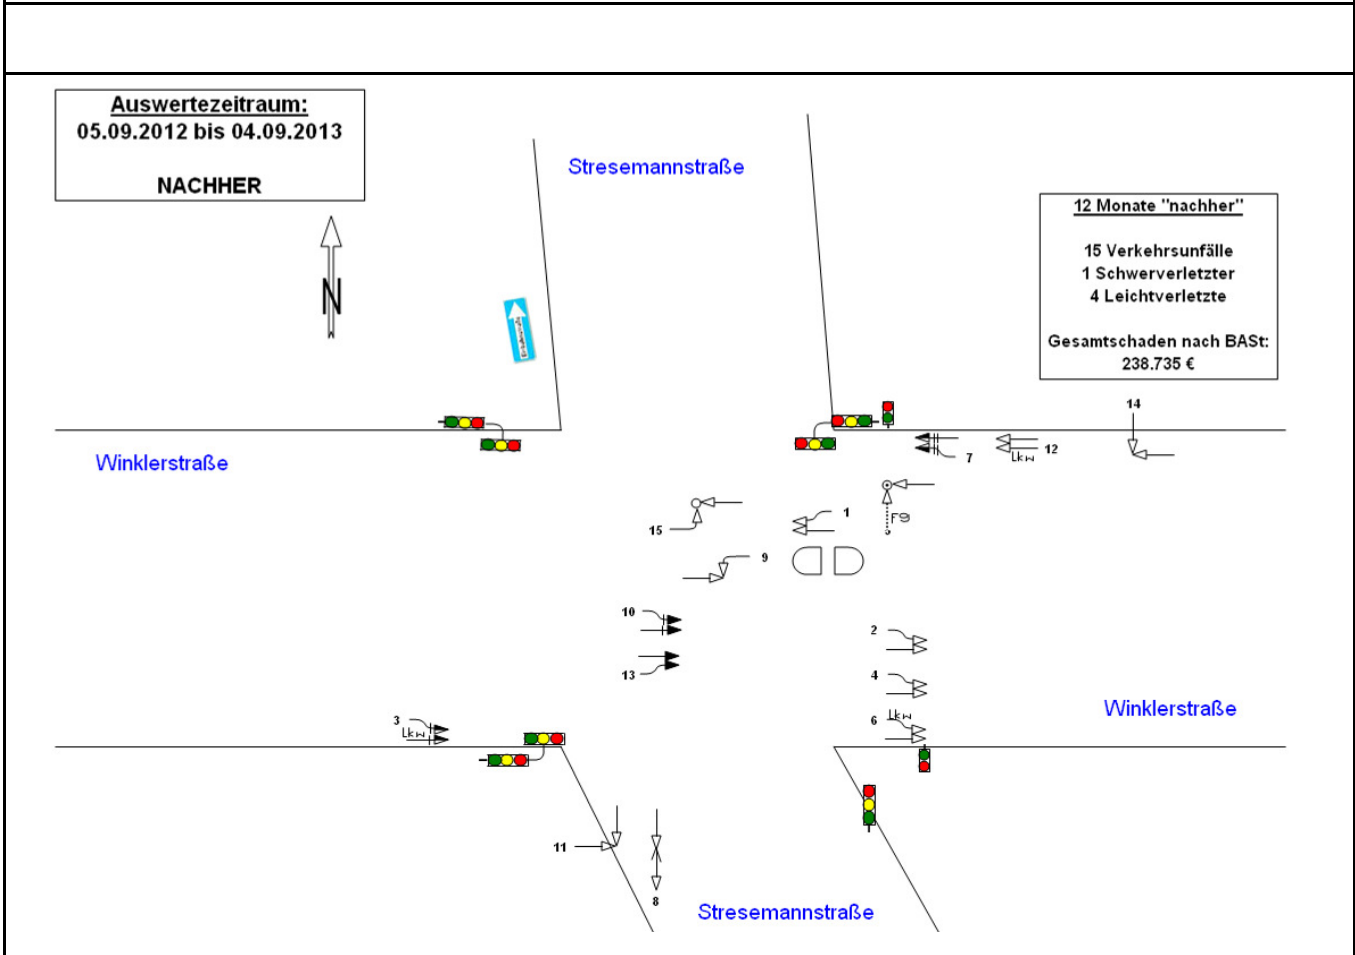 Auswertezeitraum:
05.09.2012 bis 04.09.2013
NACHHER
Stresemannstraße
12 Monate "nachher"
15 Verkehrsunfälle
1 Schwerverletzter
4 Leichtverletzte
Gesamtschaden nach BASt:
238.735 €
N
14
Winklerstraße
7
Lkw
12
15
1
F9
9
10
2
13
4
Winklerstraße
3
Lkw
6
Lkw
11
8
Stresemannstraße